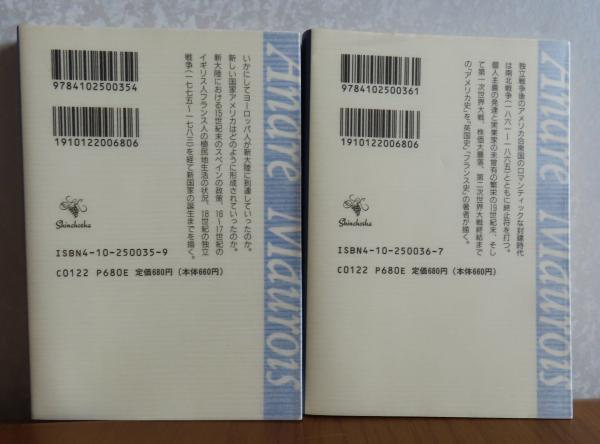 9784102500354
1910122006806
いかにしてヨーロッパ人が新大陸に到達していったのか。
新しい国家アメリカはどのように形成されていったのか。
新大陸における15世紀末のスペインの政策、16〜17世紀の
イギリス人フランス人の植民地生活の状況、18世紀の独立
戦争(一七七五〜一七八三)を経て新国家の誕生までを描く。
Shinchosha
ISBN4-10-250035-9
C0122 P680E 定価680円(本体660円)
Andre Maurois
9784102500361
1910122006806
独立戦争後のアメリカ合衆国のロマンティックな封建時代
は南北戦争(一八六一〜一八六五)とともに終止符を打つ。
個人主義の発達と実業家の未曾有の繁栄の19世紀末、そし
て第一次世界大戦、株価大暴落、第二次世界大戦終結まで
の「アメリカ史」を、「英国史」「フランス史」の著者が描く。
Shinchosha
ISBN4-10-250036-7
C0122 P680E 定価680円(本体660円)
Andre Maurois